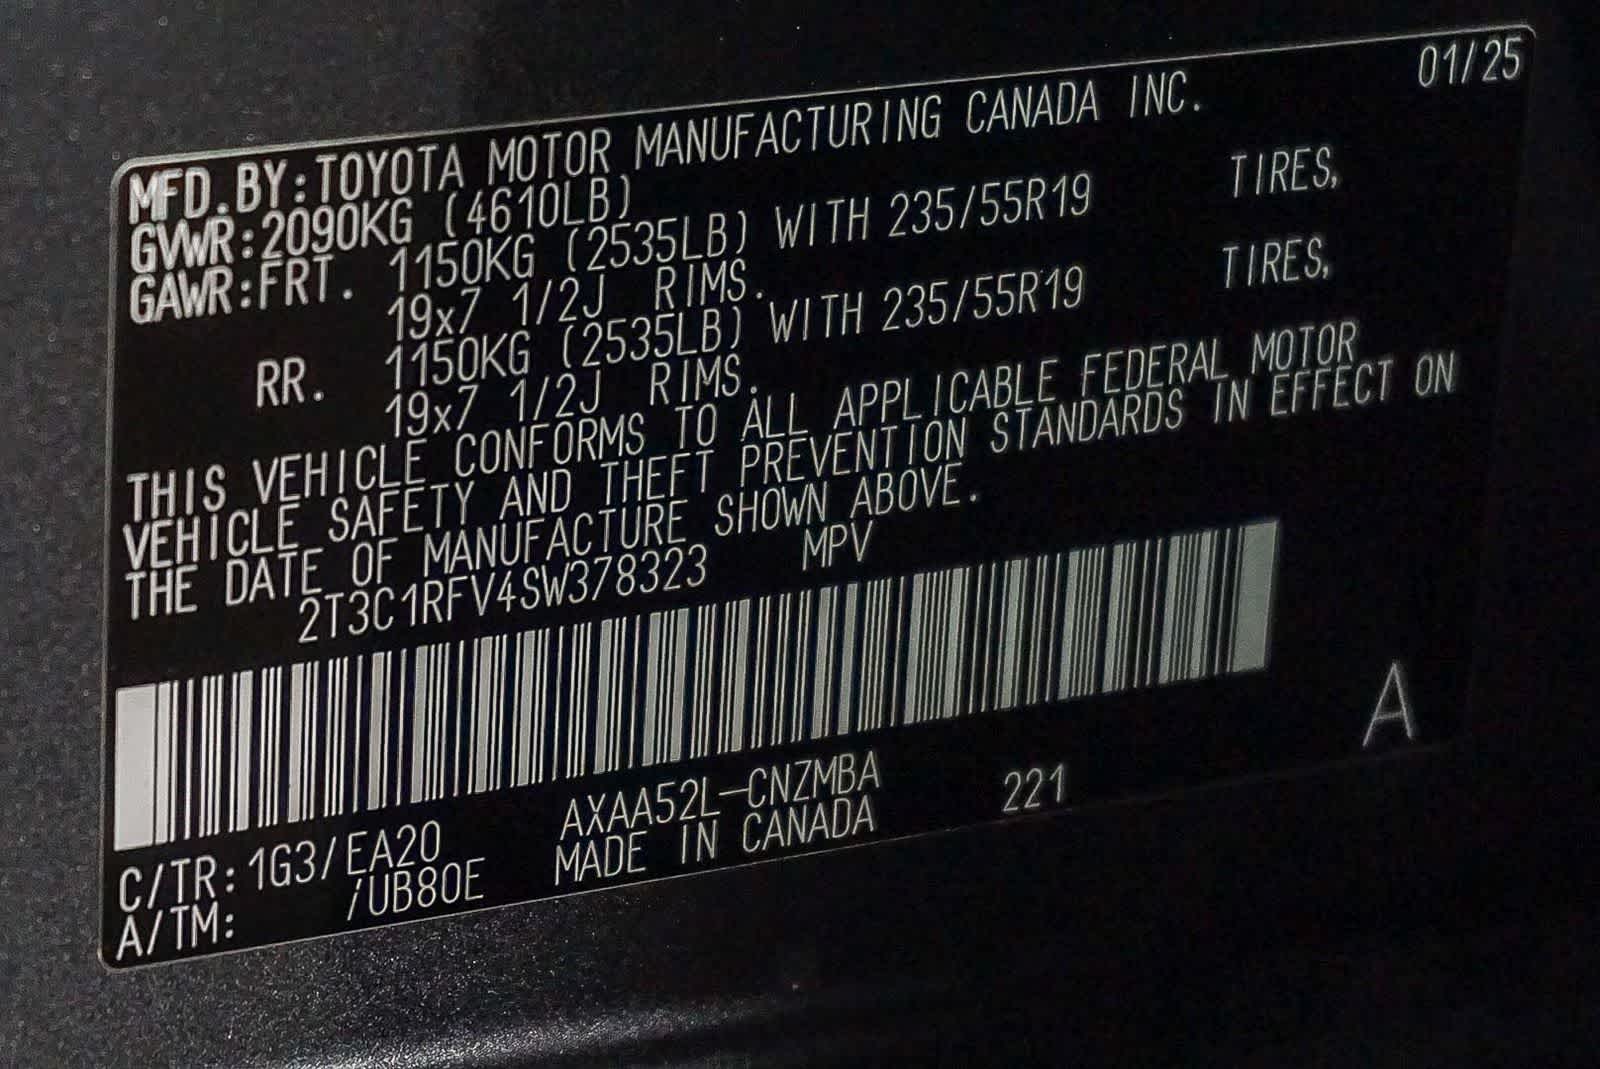 01/25
MFD.BY:TOYOTA MOTOR MANUFACTURING CANADA INC.
GVWR:2090KG (4610LB)
GAWR:FRT. 1150KG (2535LB) WITH 235/55R19 TIRES,
19x7 1/2J RIMS.
RR. 1150KG (2535LB) WITH 235/55R19 TIRES,
19x7 1/2J RIMS.
THIS VEHICLE CONFORMS TO ALL APPLICABLE FEDERAL MOTOR
VEHICLE SAFETY AND THEFT PREVENTION STANDARDS IN EFFECT ON
THE DATE OF MANUFACTURE SHOWN ABOVE.
2T3C1RFV4SW378323 MPV
A
C/TR:1G3/EA20 AXAA52L-CNZMBA 221
A/TM: /UB80E MADE IN CANADA